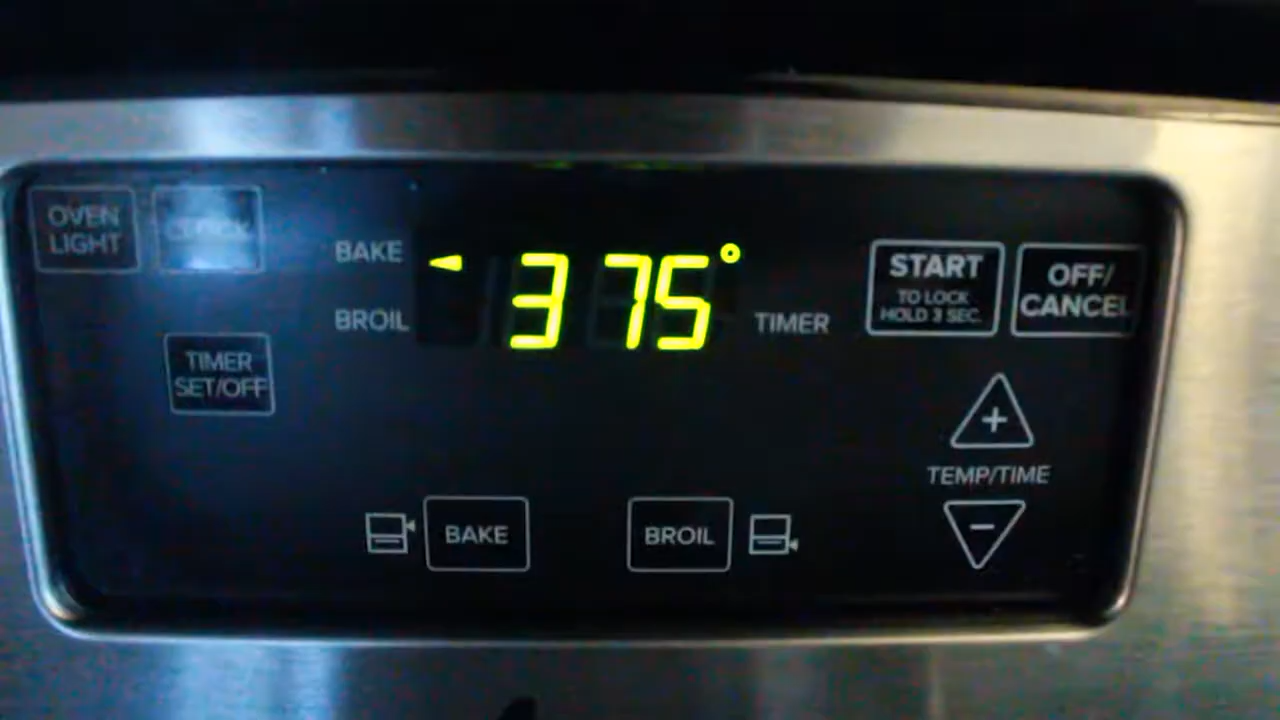 OVEN
LIGHT
CLOCK
BAKE
375°
BROIL
TIMER
START
TO LOCK
HOLD 3 SEC.
OFF/
CANCEL
TIMER
SET/OFF
+
TEMP/TIME
-
BAKE
BROIL